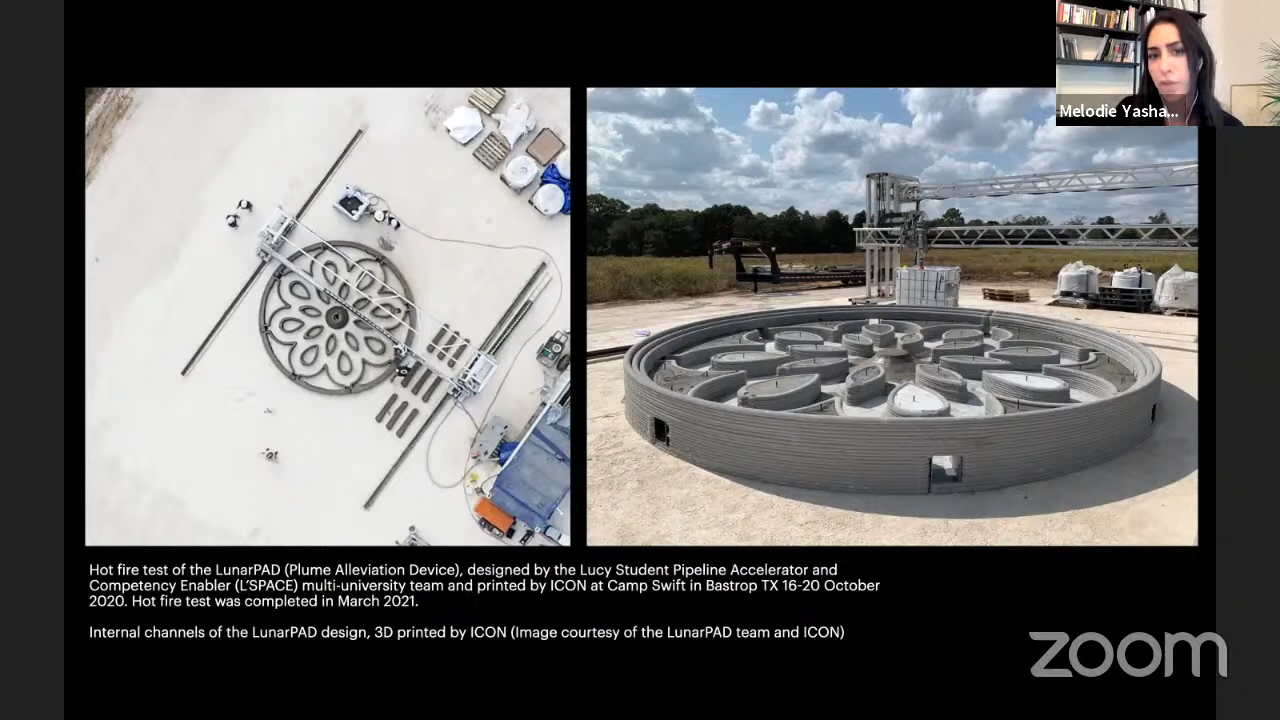 Melodie Yasha...
Hot fire test of the LunarPAD (Plume Alleviation Device), designed by the Lucy Student Pipeline Accelerator and
Competency Enabler (L'SPACE) multi-university team and printed by ICON at Camp Swift in Bastrop TX 16-20 October
2020. Hot fire test was completed in March 2021.
Internal channels of the LunarPAD design, 3D printed by ICON (Image courtesy of the LunarPAD team and ICON)
zoom